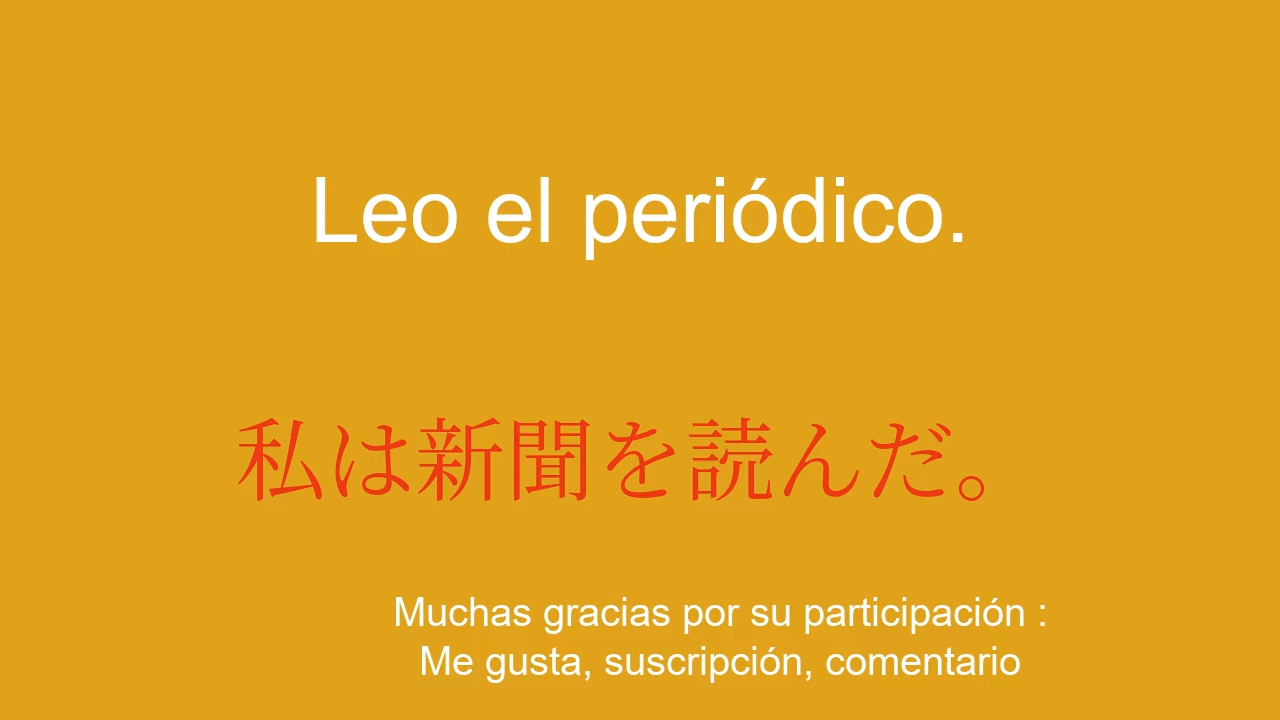 Leo el periódico.
私は新聞を読んだ。
Muchas gracias por su participación :
Me gusta, suscripción, comentario